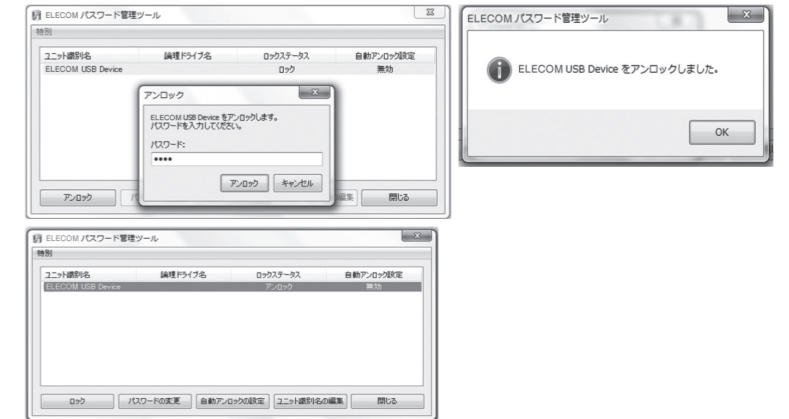 ELECOM パスワード管理ツール
特別
ユニット識別名 論理ドライブ名 ロックステータス 自動アンロック設定
ELECOM USB Device ロック 無効
アンロック
ELECOM USB Device をアンロックします。
パスワードを入力してください。
パスワード:
アンロック キャンセル
アンロック 編集 閉じる
ELECOM パスワード管理ツール
ELECOM USB Device をアンロックしました。
OK
ELECOM パスワード管理ツール
特別
ユニット識別名 論理ドライブ名 ロックステータス 自動アンロック設定
ELECOM USB Device アンロック 無効
ロック パスワードの変更 自動アンロックの設定 ユニット識別名の編集 閉じる